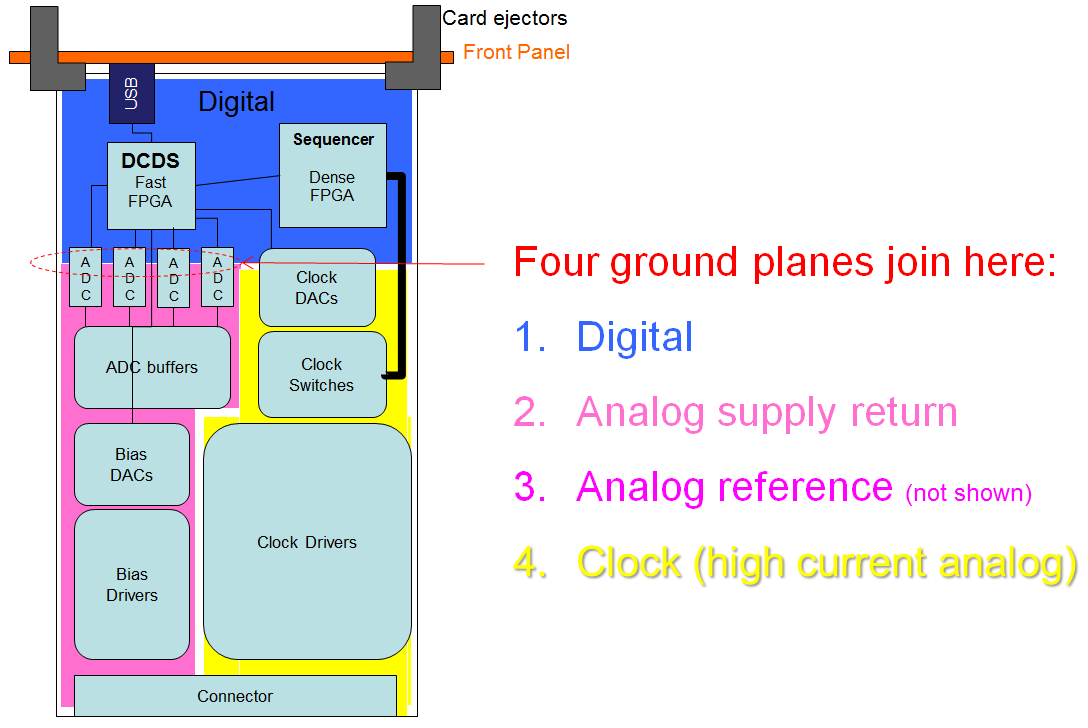 Card ejectors
Front Panel
USB
Digital
DCDS
Fast
FPGA
Sequencer
Dense
FPGA
A
D
C
A
D
C
A
D
C
A
D
C
Clock
DACs
ADC buffers
Clock
Switches
Bias
DACs
Clock Drivers
Bias
Drivers
Connector
Four ground planes join here:
1. Digital
2. Analog supply return
3. Analog reference (not shown)
4. Clock (high current analog)